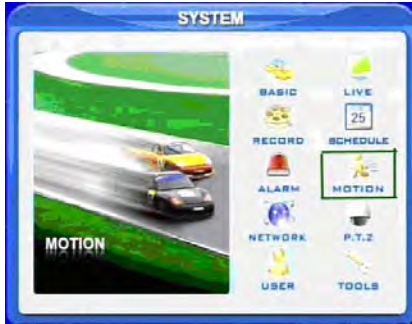 SYSTEM
BASIC
LIVE
RECORD
25
SCHEDULE
ALARM
MOTION
NETWORK
P.T.Z
USER
TOOLS
MOTION